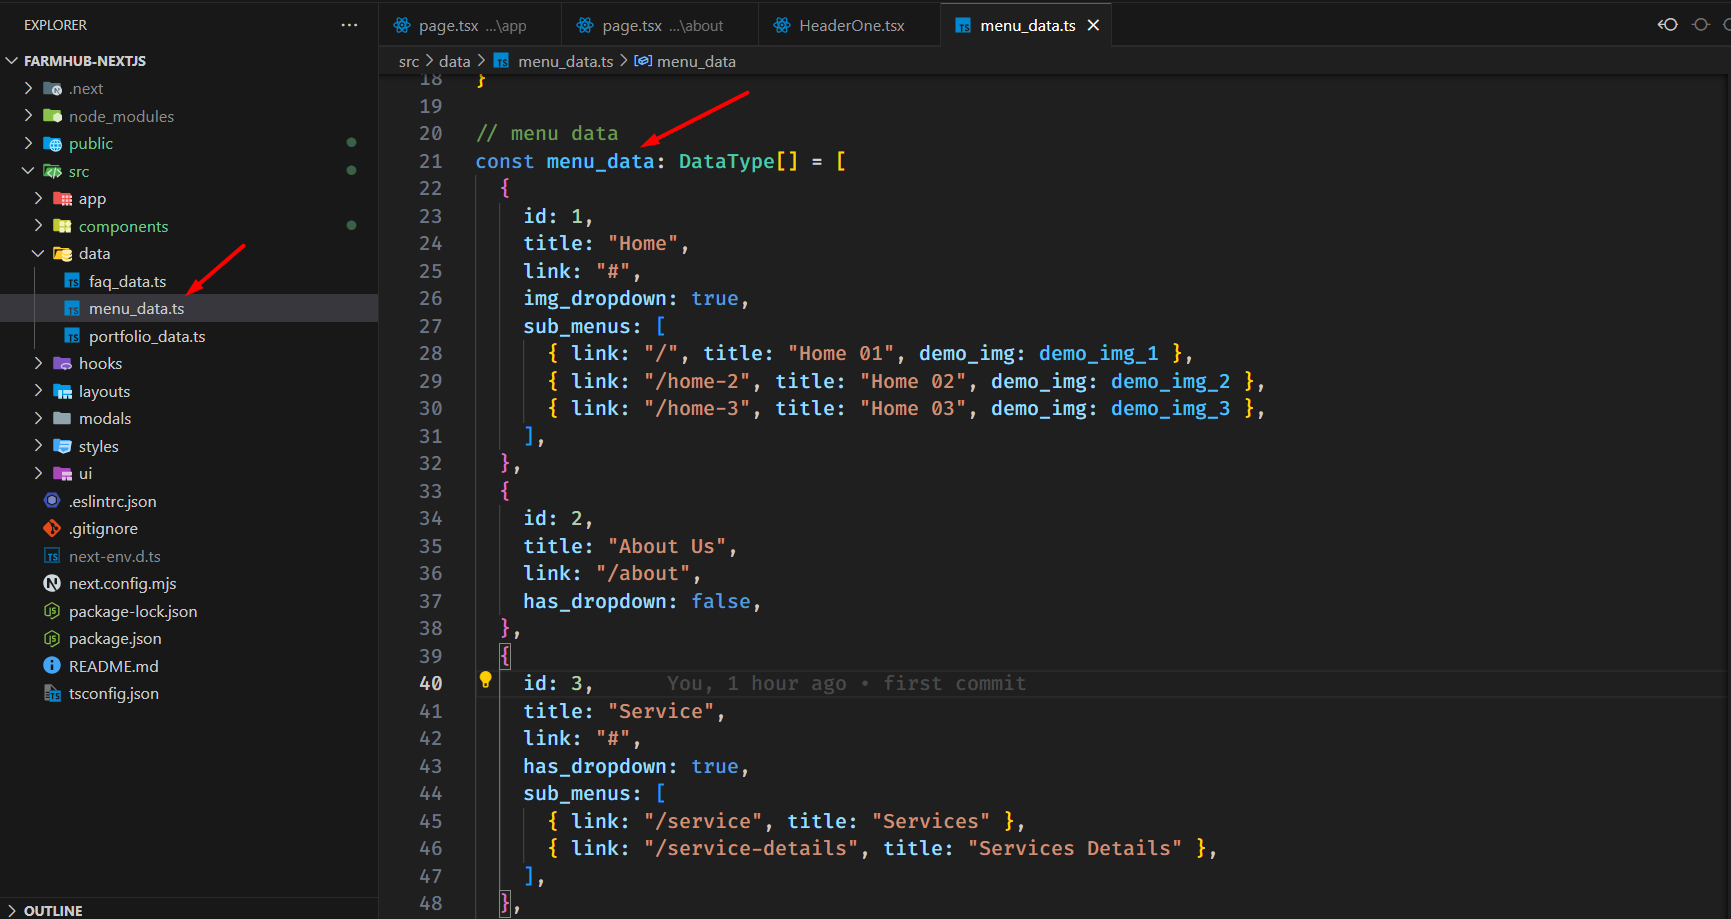 EXPLORER
FARMHUB-NEXTJS
.next
node_modules
public
src
app
components
data
faq_data.ts
menu_data.ts
portfolio_data.ts
hooks
layouts
modals
styles
ui
.eslintrc.json
.gitignore
next-env.d.ts
next.config.mjs
package-lock.json
package.json
README.md
tsconfig.json
OUTLINE
page.tsx ...\app
page.tsx ...\about
HeaderOne.tsx
menu_data.ts
src > data > menu_data.ts > menu_data
18 }
19
20 // menu data
21 const menu_data: DataType[] = [
22 {
23 id: 1,
24 title: "Home",
25 link: "#",
26 img_dropdown: true,
27 sub_menus: [
28 { link: "/", title: "Home 01", demo_img: demo_img_1 },
29 { link: "/home-2", title: "Home 02", demo_img: demo_img_2 },
30 { link: "/home-3", title: "Home 03", demo_img: demo_img_3 },
31 ],
32 },
33 {
34 id: 2,
35 title: "About Us",
36 link: "/about",
37 has_dropdown: false,
38 },
39 {
40 id: 3, You, 1 hour ago • first commit
41 title: "Service",
42 link: "#",
43 has_dropdown: true,
44 sub_menus: [
45 { link: "/service", title: "Services" },
46 { link: "/service-details", title: "Services Details" },
47 ],
48 },